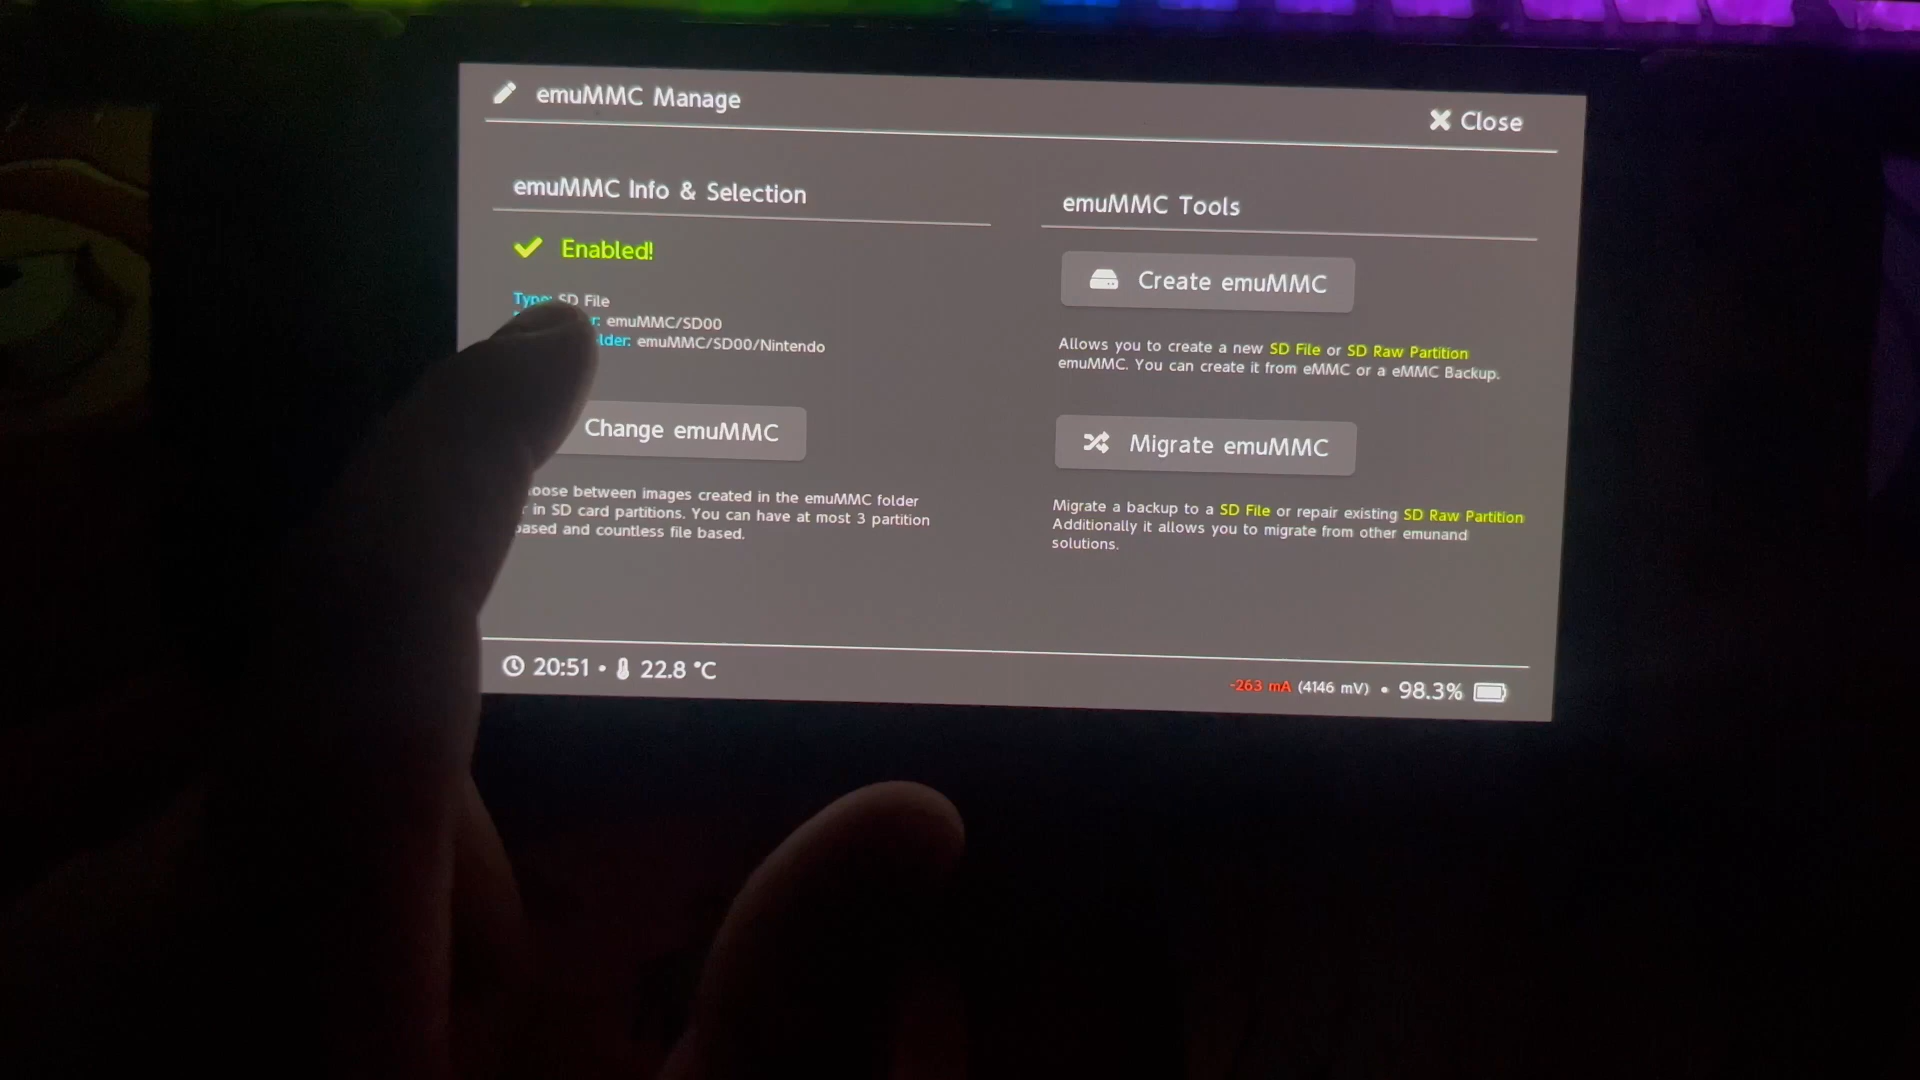 emuMMC Manage
Close
emuMMC Info & Selection
Enabled!
Type: SD File
emuMMC/SD00
emuMMC/SD00/Nintendo
Change emuMMC
between images created in the emuMMC folder
in SD card partitions. You can have at most 3 partition
and countless file based.
emuMMC Tools
Create emuMMC
Allows you to create a new SD File or SD Raw Partition
emuMMC. You can create it from eMMC or a eMMC Backup.
Migrate emuMMC
Migrate a backup to a SD File or repair existing SD Raw Partition
Additionally it allows you to migrate from other emunand
solutions.
20:51 • 22.8 °C
-263 mA (4146 mV) • 98.3%